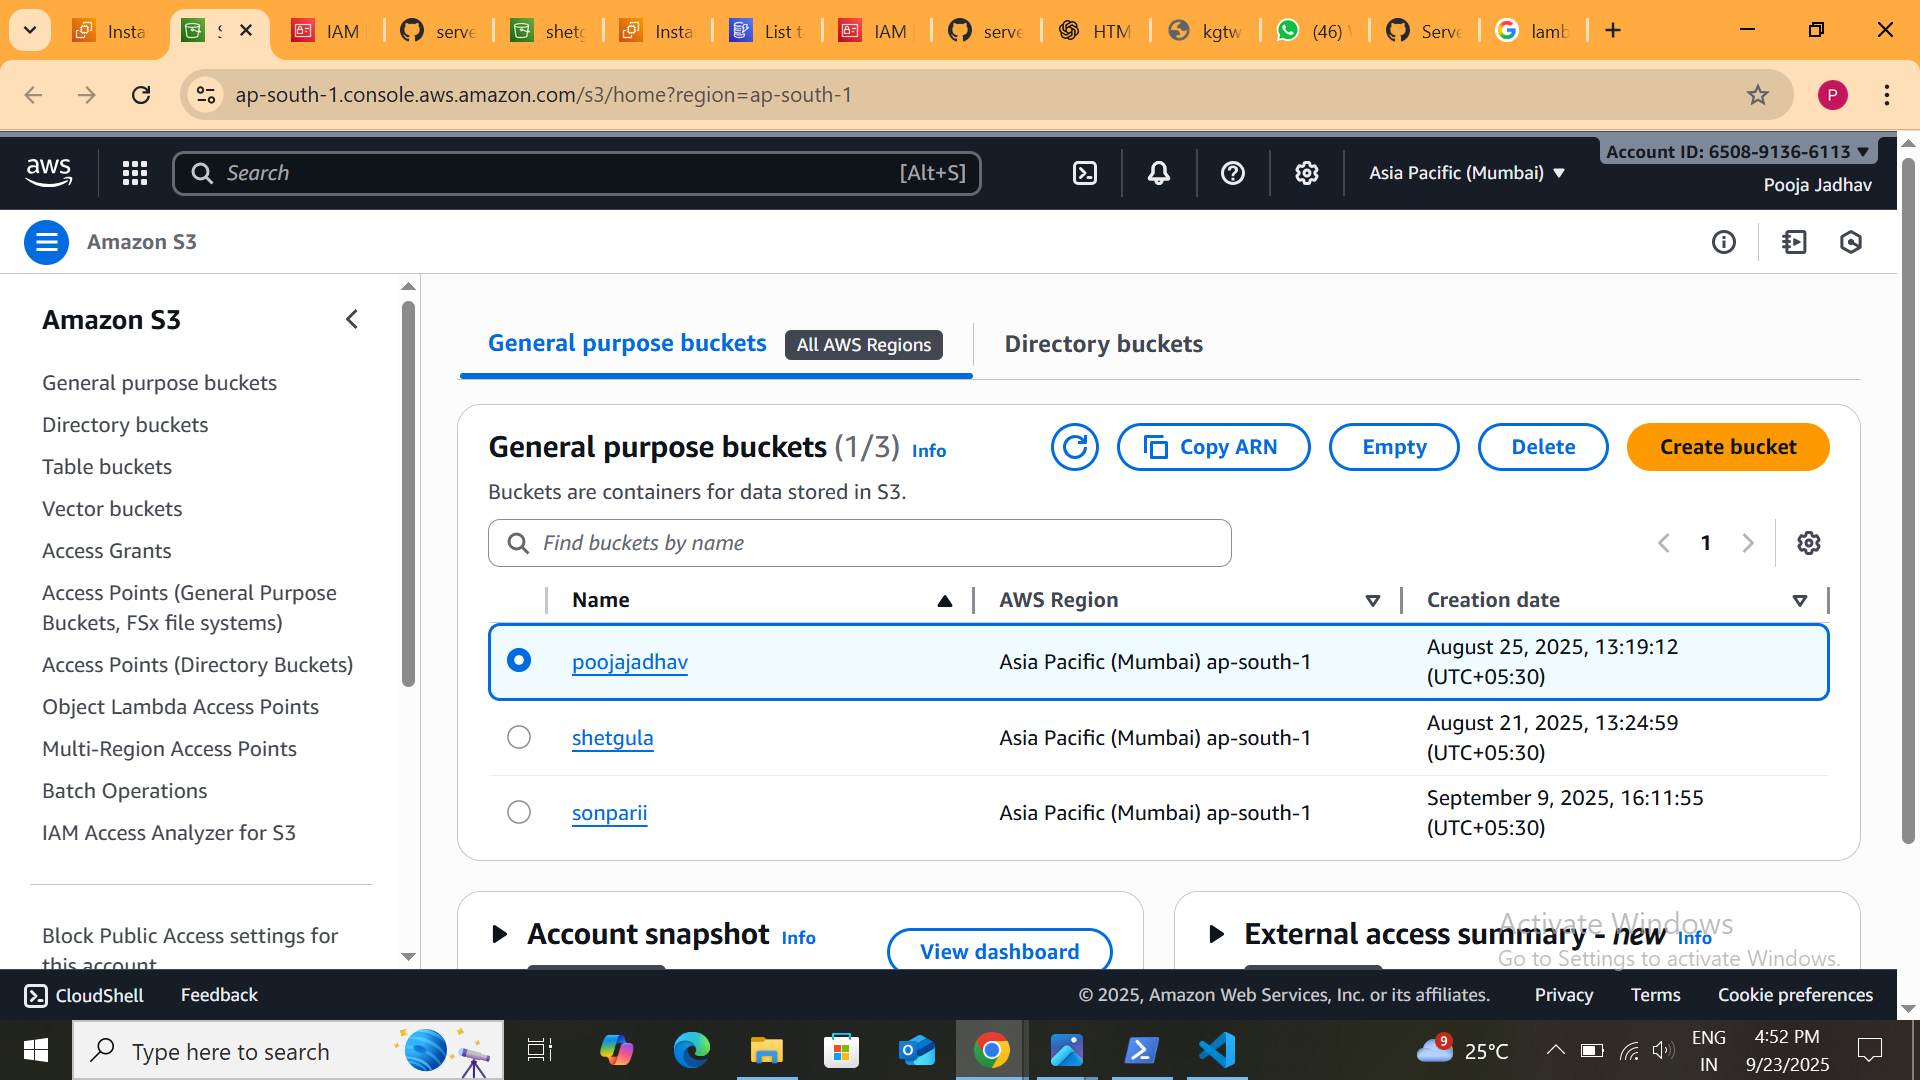 Insta
IAM
serve
shetg
Insta
List t
IAM
serve
HTM
kgtw
(46)
Serve
lamb
ap-south-1.console.aws.amazon.com/s3/home?region=ap-south-1
P
aws
Search
[Alt+S]
Asia Pacific (Mumbai)
Account ID: 6508-9136-6113
Pooja Jadhav
Amazon S3
Amazon S3
General purpose buckets
Directory buckets
Table buckets
Vector buckets
Access Grants
Access Points (General Purpose
Buckets, FSx file systems)
Access Points (Directory Buckets)
Object Lambda Access Points
Multi-Region Access Points
Batch Operations
IAM Access Analyzer for S3
Block Public Access settings for
this account
General purpose buckets All AWS Regions
Directory buckets
General purpose buckets (1/3) Info
Copy ARN
Empty
Delete
Create bucket
Buckets are containers for data stored in S3.
Find buckets by name
1
Name AWS Region Creation date
poojajadhav Asia Pacific (Mumbai) ap-south-1 August 25, 2025, 13:19:12
(UTC+05:30)
shetgula Asia Pacific (Mumbai) ap-south-1 August 21, 2025, 13:24:59
(UTC+05:30)
sonparii Asia Pacific (Mumbai) ap-south-1 September 9, 2025, 16:11:55
(UTC+05:30)
Account snapshot Info
View dashboard
External access summary - new Info
Activate Windows
Go to Settings to activate Windows.
CloudShell
Feedback
© 2025, Amazon Web Services, Inc. or its affiliates.
Privacy
Terms
Cookie preferences
Type here to search
9
25°C
ENG
IN
4:52 PM
9/23/2025